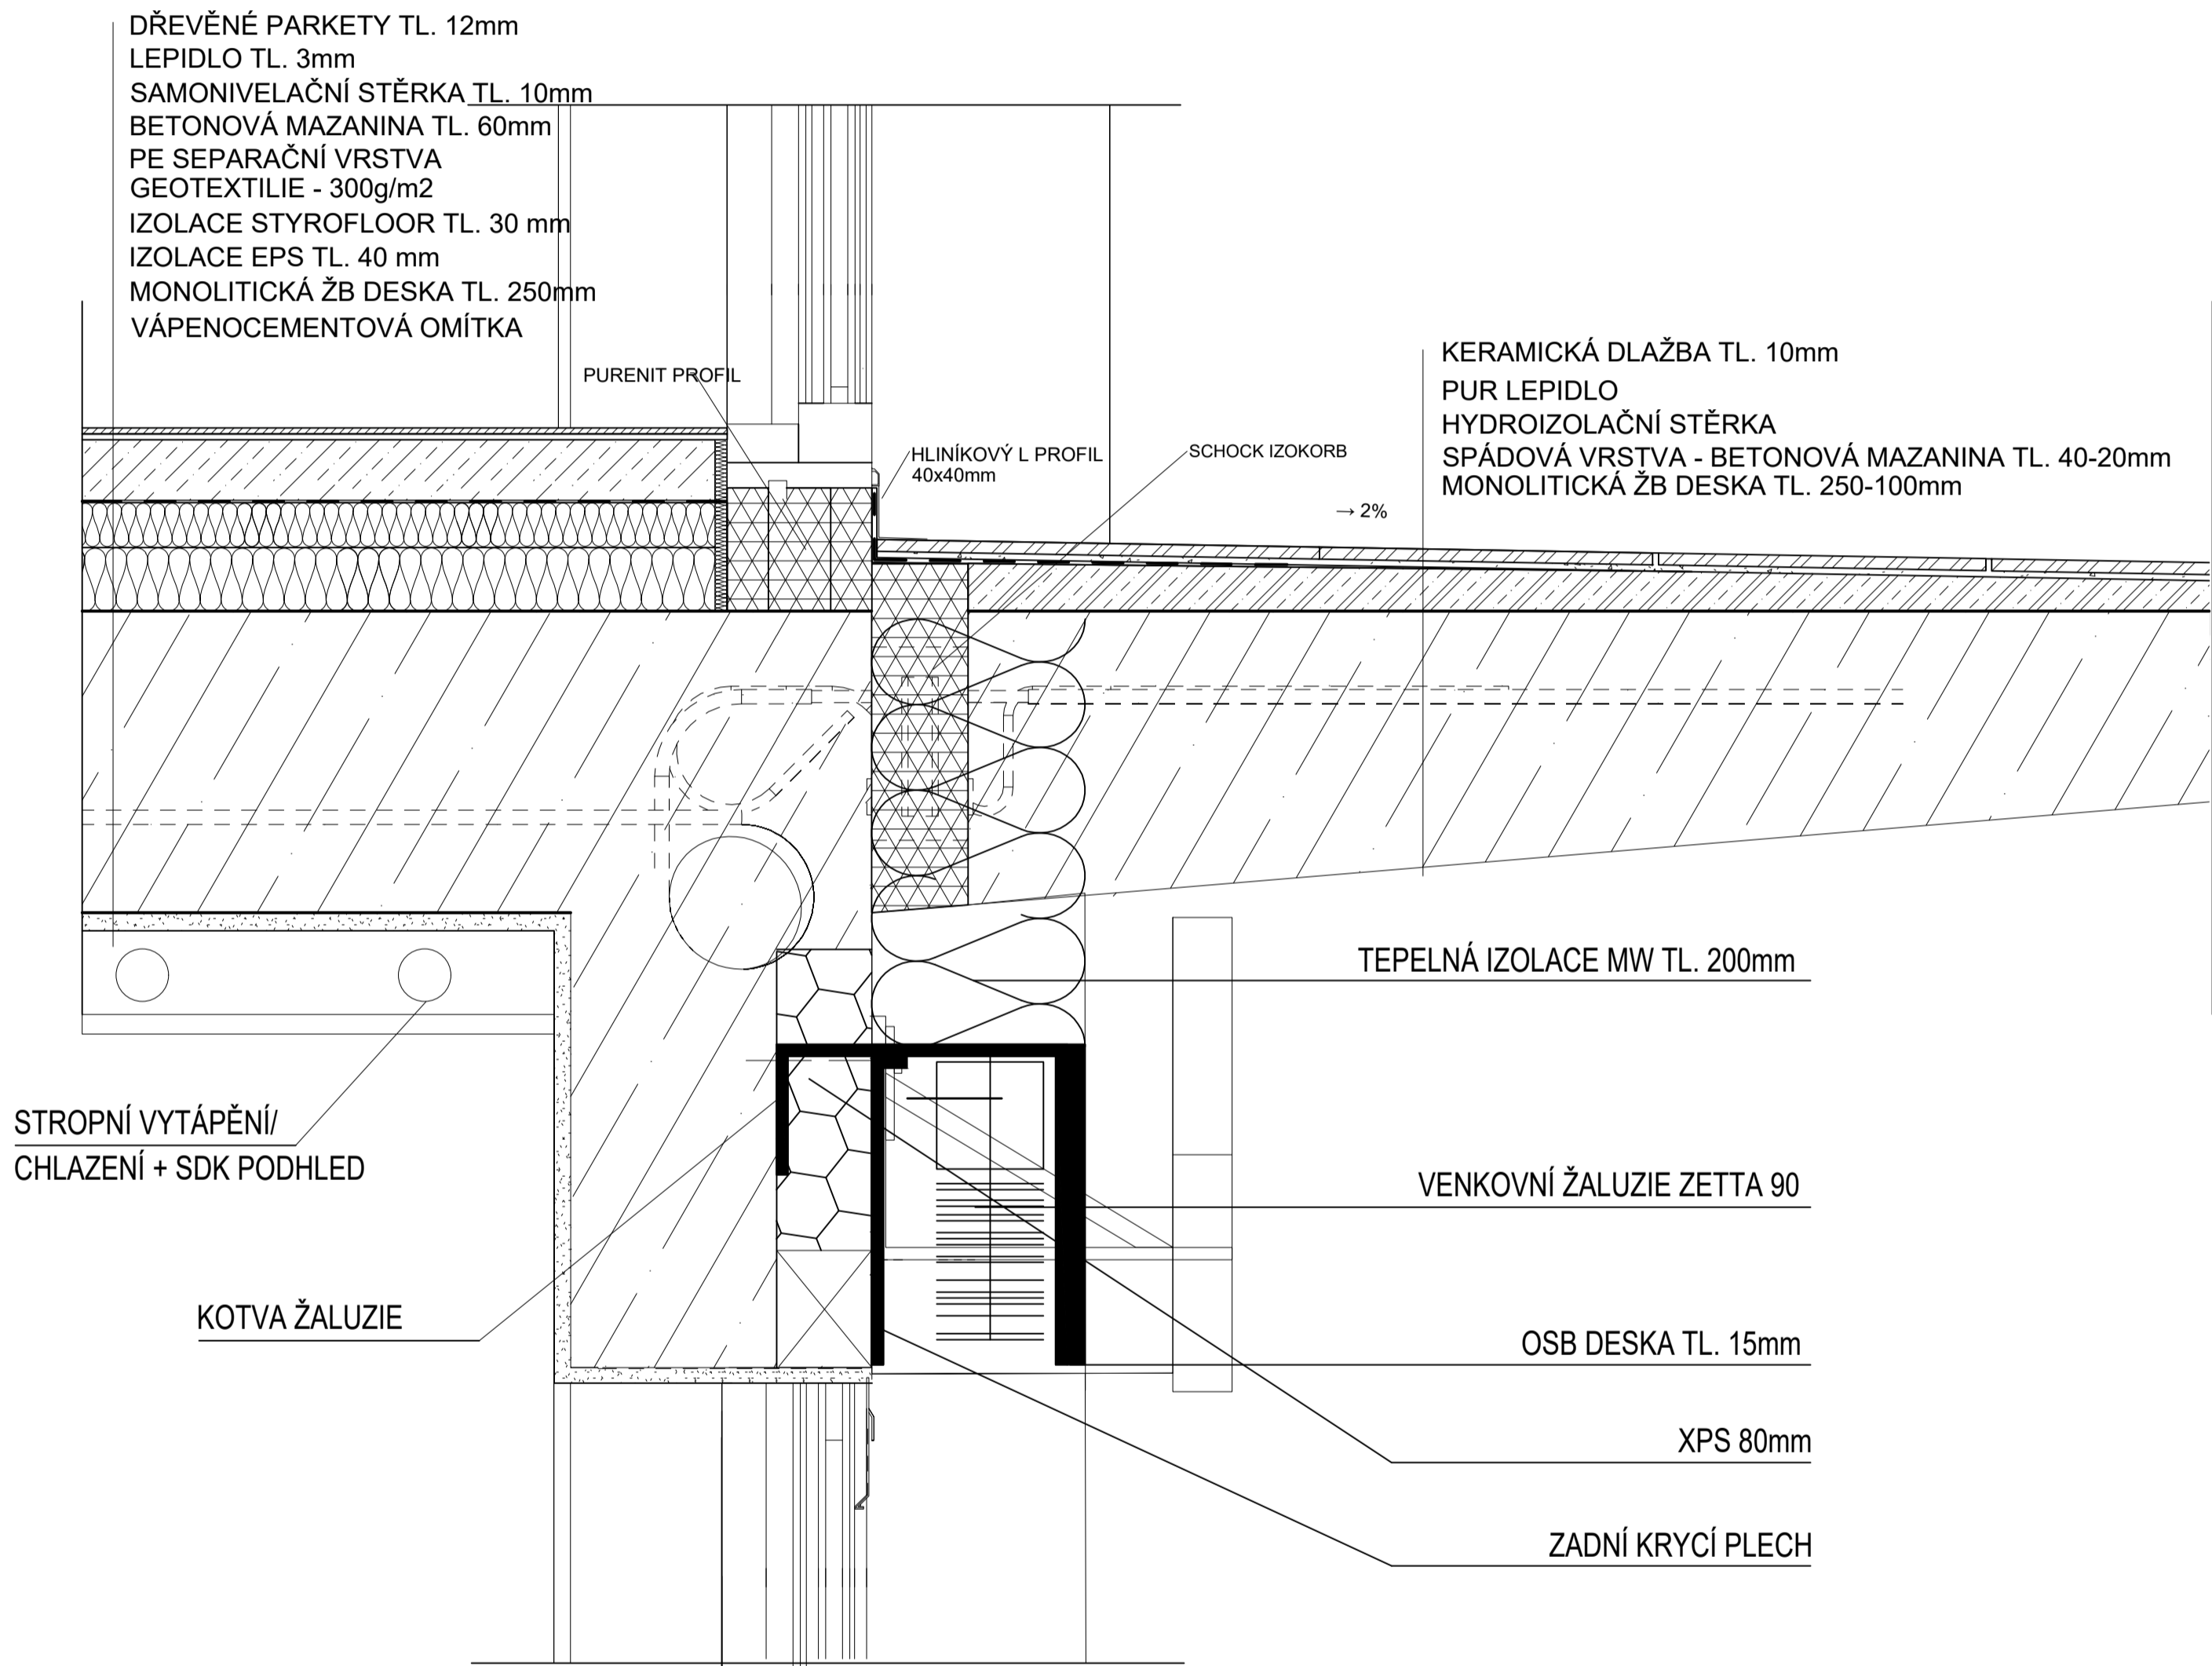 DŘEVĚNÉ PARKETY TL. 12mm
LEPIDLO TL. 3mm
SAMONIVELAČNÍ STĚRKA TL. 10mm
BETONOVÁ MAZANINA TL. 60mm
PE SEPARAČNÍ VRSTVA
GEOTEXTILIE - 300g/m2
IZOLACE STYROFLOOR TL. 30 mm
IZOLACE EPS TL. 40 mm
MONOLITICKÁ ŽB DESKA TL. 250mm
VÁPENOCEMENTOVÁ OMÍTKA
PURENIT PROFIL
HLINÍKOVÝ L PROFIL
40x40mm
SCHOCK IZOKORB
→ 2%
KERAMICKÁ DLAŽBA TL. 10mm
PUR LEPIDLO
HYDROIZOLAČNÍ STĚRKA
SPÁDOVÁ VRSTVA - BETONOVÁ MAZANINA TL. 40-20mm
MONOLITICKÁ ŽB DESKA TL. 250-100mm
TEPELNÁ IZOLACE MW TL. 200mm
STROPNÍ VYTÁPĚNÍ/
CHLAZENÍ + SDK PODHLED
VENKOVNÍ ŽALUZIE ZETTA 90
KOTVA ŽALUZIE
OSB DESKA TL. 15mm
XPS 80mm
ZADNÍ KRYCÍ PLECH